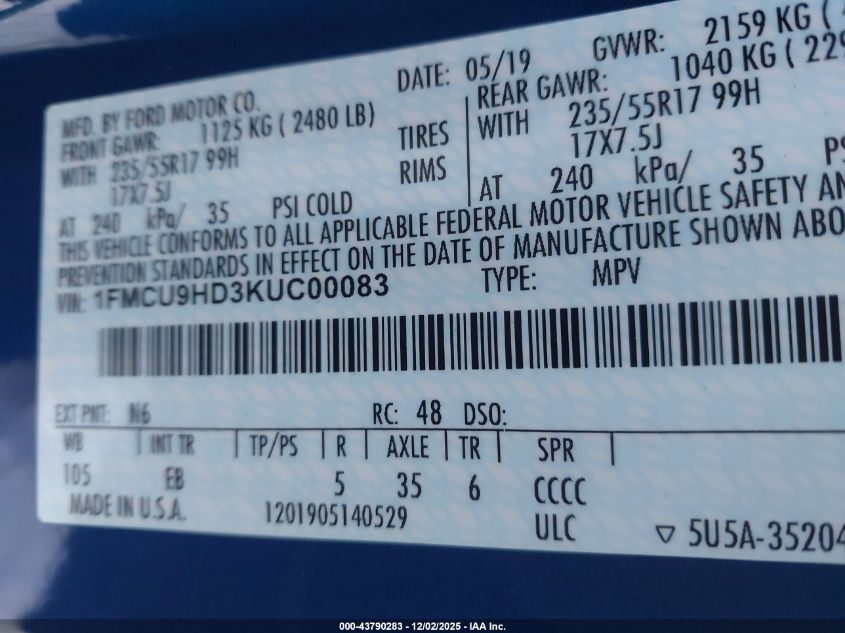 MFD. BY FORD MOTOR CO. DATE: 05/19 GVWR: 2159 KG (
FRONT GAWR: 1125 KG ( 2480 LB) REAR GAWR: 1040 KG ( 229
WITH 235/55R17 99H TIRES WITH 235/55R17 99H
17X7.5J RIMS 17X7.5J
AT 240 kPa/ 35 PSI COLD AT 240 kPa/ 35 PS
THIS VEHICLE CONFORMS TO ALL APPLICABLE FEDERAL MOTOR VEHICLE SAFETY AN
PREVENTION STANDARDS IN EFFECT ON THE DATE OF MANUFACTURE SHOWN ABO
VIN: 1FMCU9HD3KUC00083 TYPE: MPV
EXT PNT: N6 RC: 48 DSO:
WB INT TR TP/PS R AXLE TR SPR
105 EB 5 35 6 CCCC
MADE IN U.S.A. 1201905140529 ULC ▽ 5U5A-35204
000-43790283 - 12/02/2025 - IAA Inc.